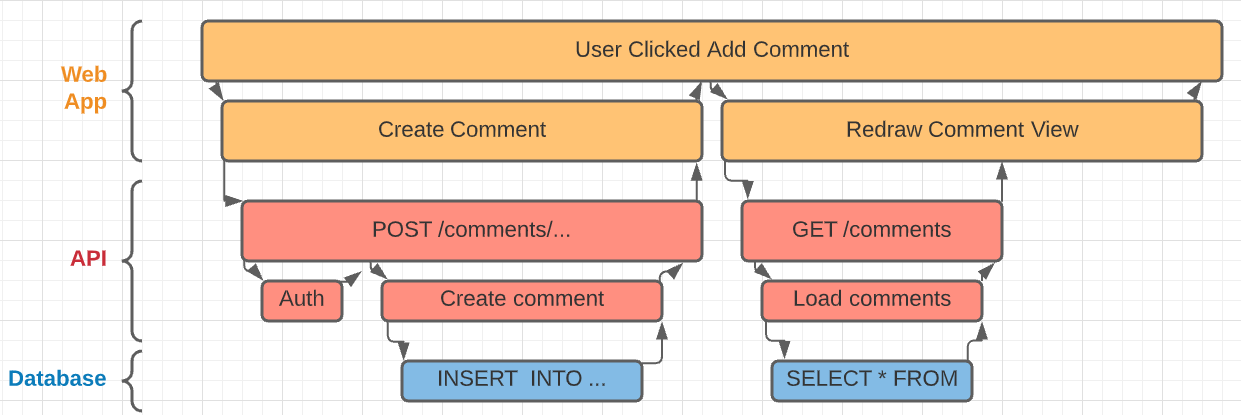 User Clicked Add Comment
Web
App
Create Comment
Redraw Comment View
API
POST /comments/...
GET /comments
Auth
Create comment
Load comments
Database
INSERT  INTO ...
SELECT * FROM